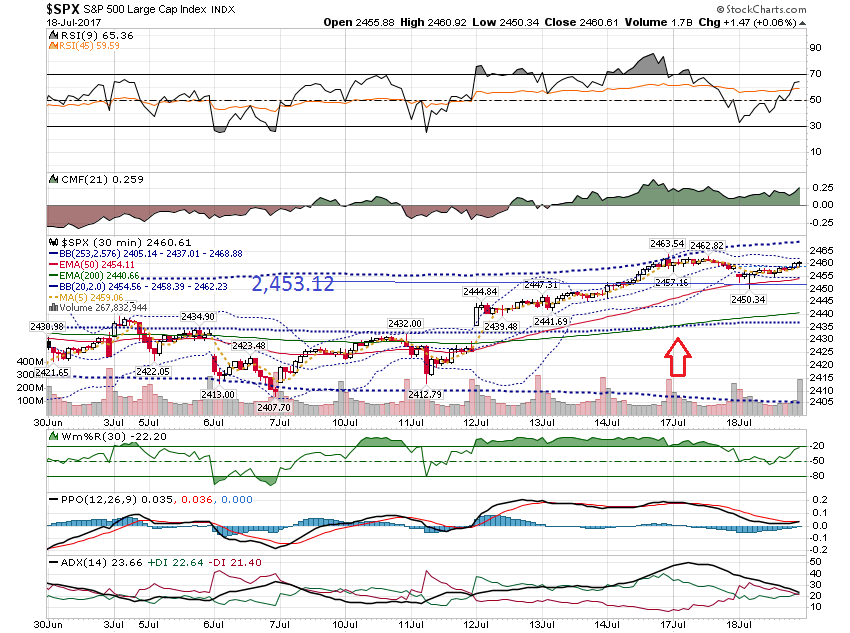 $SPX S&P 500 Large Cap Index INDX © StockCharts.com
18-Jul-2017 Open 2455.88 High 2460.92 Low 2450.34 Close 2460.61 Volume 1.7B Chg +1.47 (+0.06%)
RSI(9) 65.36
RSI(45) 59.59
90
70
50
30
10
CMF(21) 0.259
0.25
0.00
-0.25
$SPX (30 min) 2460.61
BB(253,2.576) 2405.14 - 2437.01 - 2468.88
EMA(50) 2454.11
EMA(200) 2440.66
BB(20,2.0) 2454.56 - 2458.39 - 2462.23
MA(5) 2459.06
Volume 267,832,944
2,453.12
2463.54
2462.82
2457.16
2450.34
2447.31
2444.84
2441.69
2439.48
2434.90
2432.00
2430.98
2423.48
2422.05
2421.65
2413.00
2412.79
2407.70
2465
2460
2455
2450
2445
2440
2435
2430
2425
2420
2415
2410
2405
400M
300M
200M
100M
30Jun 3Jul 5Jul 6Jul 7Jul 10Jul 11Jul 12Jul 13Jul 14Jul 17Jul 18Jul
Wm%R(30) -22.20
-20
-50
-80
PPO(12,26,9) 0.035, 0.036, 0.000
0.2
0.1
0.0
-0.1
-0.2
ADX(14) 23.66 +DI 22.64 -DI 21.40
50
40
30
20
10
30Jun 3Jul 5Jul 6Jul 7Jul 10Jul 11Jul 12Jul 13Jul 14Jul 17Jul 18Jul